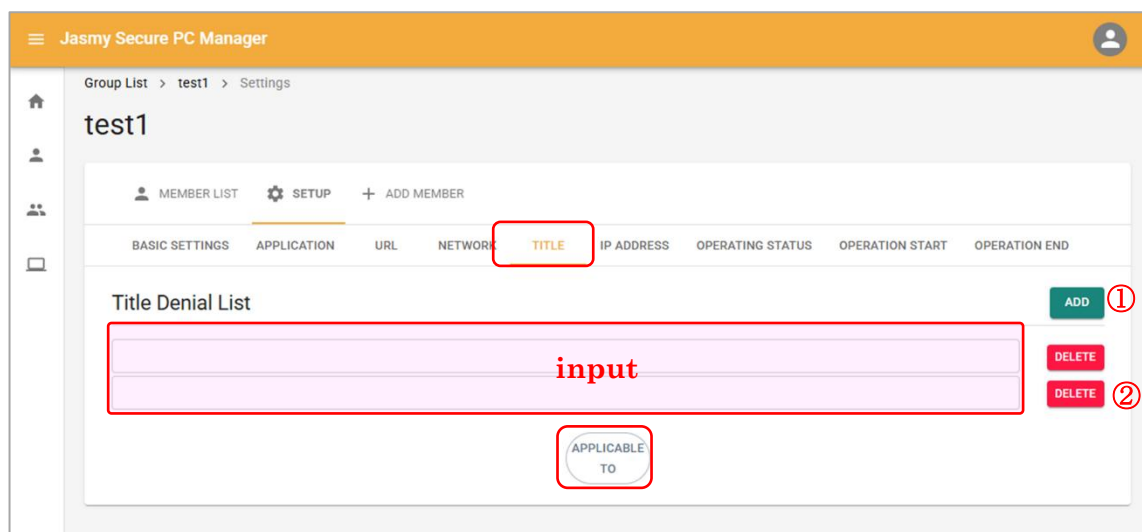 Jasmy Secure PC Manager
Group List > test1 > Settings
test1
MEMBER LIST SETUP + ADD MEMBER
BASIC SETTINGS APPLICATION URL NETWORK TITLE IP ADDRESS OPERATING STATUS OPERATION START OPERATION END
Title Denial List ADD ①
input
DELETE
DELETE ②
APPLICABLE
TO